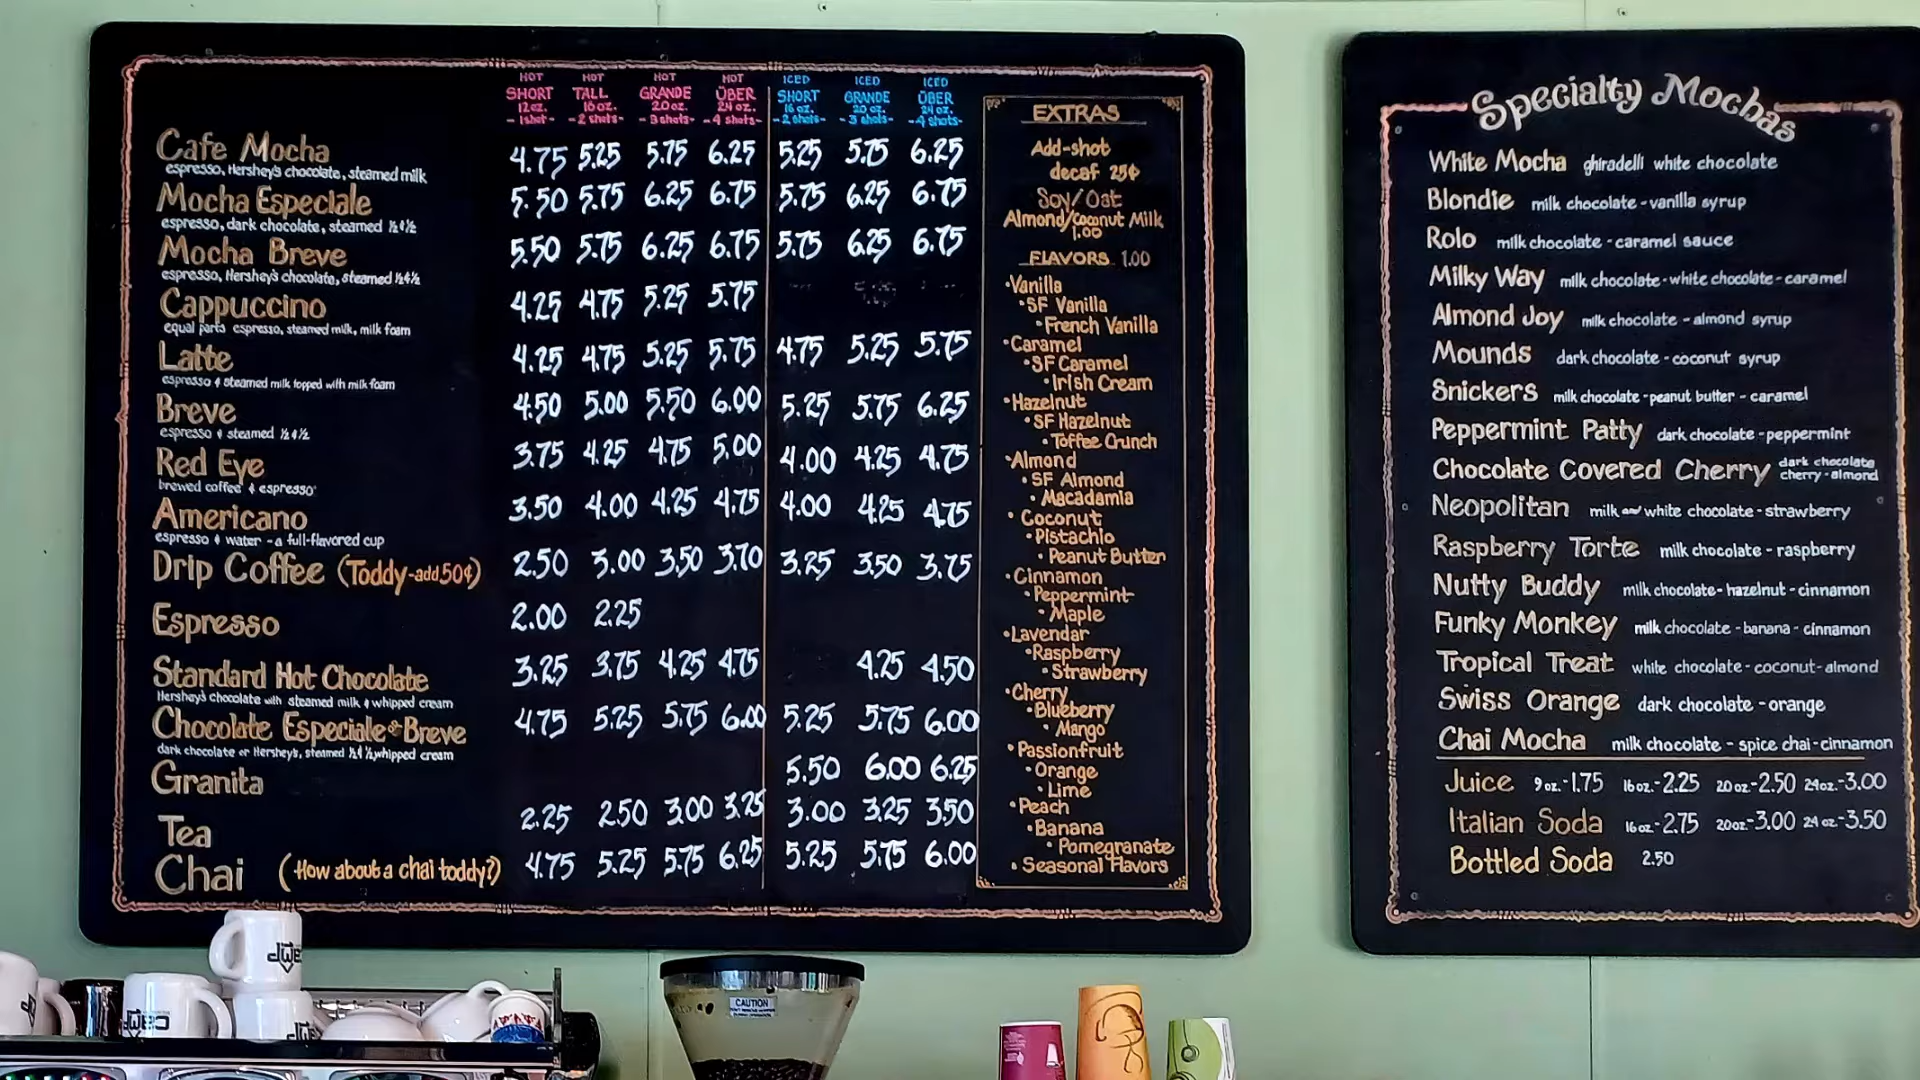 HOT HOT HOT HOT ICED ICED ICED
SHORT TALL GRANDE ÜBER SHORT GRANDE ÜBER
12oz. 16oz. 20oz. 24oz. 16oz. 20oz. 24oz.
-1shot- -2 shots- -3 shots- -4 shots- -2 shots- -3 shots- -4 shots-
Cafe Mocha 4.75 5.25 5.75 6.25 5.25 5.75 6.25
espresso, Hershey's chocolate, steamed milk
Mocha Especiale 5.50 5.75 6.25 6.75 5.75 6.25 6.75
espresso, dark chocolate, steamed ½&½
Mocha Breve 5.50 5.75 6.25 6.75 5.75 6.25 6.75
espresso, Hershey's chocolate, steamed ½&½
Cappuccino 4.25 4.75 5.25 5.75
equal parts espresso, steamed milk, milk foam
Latte 4.25 4.75 5.25 5.75 4.75 5.25 5.75
espresso & steamed milk topped with milk foam
Breve 4.50 5.00 5.50 6.00 5.25 5.75 6.25
espresso & steamed ½&½
Red Eye 3.75 4.25 4.75 5.00 4.00 4.25 4.75
brewed coffee & espresso
Americano 3.50 4.00 4.25 4.75 4.00 4.25 4.75
espresso & water - a full-flavored cup
Drip Coffee (Toddy-add 50¢) 2.50 3.00 3.50 3.70 3.25 3.50 3.75
Espresso 2.00 2.25
Standard Hot Chocolate 3.25 3.75 4.25 4.75 4.25 4.50
Hershey's chocolate with steamed milk & whipped cream
Chocolate Especiale or Breve 4.75 5.25 5.75 6.00 5.25 5.75 6.00
dark chocolate or Hershey's, steamed ½&½, whipped cream
Granita 5.50 6.00 6.25
Tea 2.25 2.50 3.00 3.25 3.00 3.25 3.50
Chai (How about a chai toddy?) 4.75 5.25 5.75 6.25 5.25 5.75 6.00
EXTRAS
Add-shot
decaf 25¢
Soy/Oat
Almond/Coconut Milk
1.00
FLAVORS 1.00
•Vanilla
•SF Vanilla
•French Vanilla
•Caramel
•SF Caramel
•Irish Cream
•Hazelnut
•SF Hazelnut
•Toffee Crunch
•Almond
•SF Almond
•Macadamia
•Coconut
•Pistachio
•Peanut Butter
•Cinnamon
•Peppermint
•Maple
•Lavendar
•Raspberry
•Strawberry
•Cherry
•Blueberry
•Mango
•Passionfruit
•Orange
•Lime
•Peach
•Banana
•Pomegranate
•Seasonal Flavors
Specialty Mochas
White Mocha ghiradelli white chocolate
Blondie milk chocolate - vanilla syrup
Rolo milk chocolate - caramel sauce
Milky Way milk chocolate - white chocolate - caramel
Almond Joy milk chocolate - almond syrup
Mounds dark chocolate - coconut syrup
Snickers milk chocolate - peanut butter - caramel
Peppermint Patty dark chocolate - peppermint
Chocolate Covered Cherry dark chocolate
cherry - almond
Neopolitan milk and white chocolate - strawberry
Raspberry Torte milk chocolate - raspberry
Nutty Buddy milk chocolate - hazelnut - cinnamon
Funky Monkey milk chocolate - banana - cinnamon
Tropical Treat white chocolate - coconut - almond
Swiss Orange dark chocolate - orange
Chai Mocha milk chocolate - spice chai - cinnamon
Juice 9oz.-1.75 16oz.-2.25 20oz-2.50 24oz.-3.00
Italian Soda 16oz-2.75 20oz.-3.00 24 oz.-3.50
Bottled Soda 2.50
CAUTION